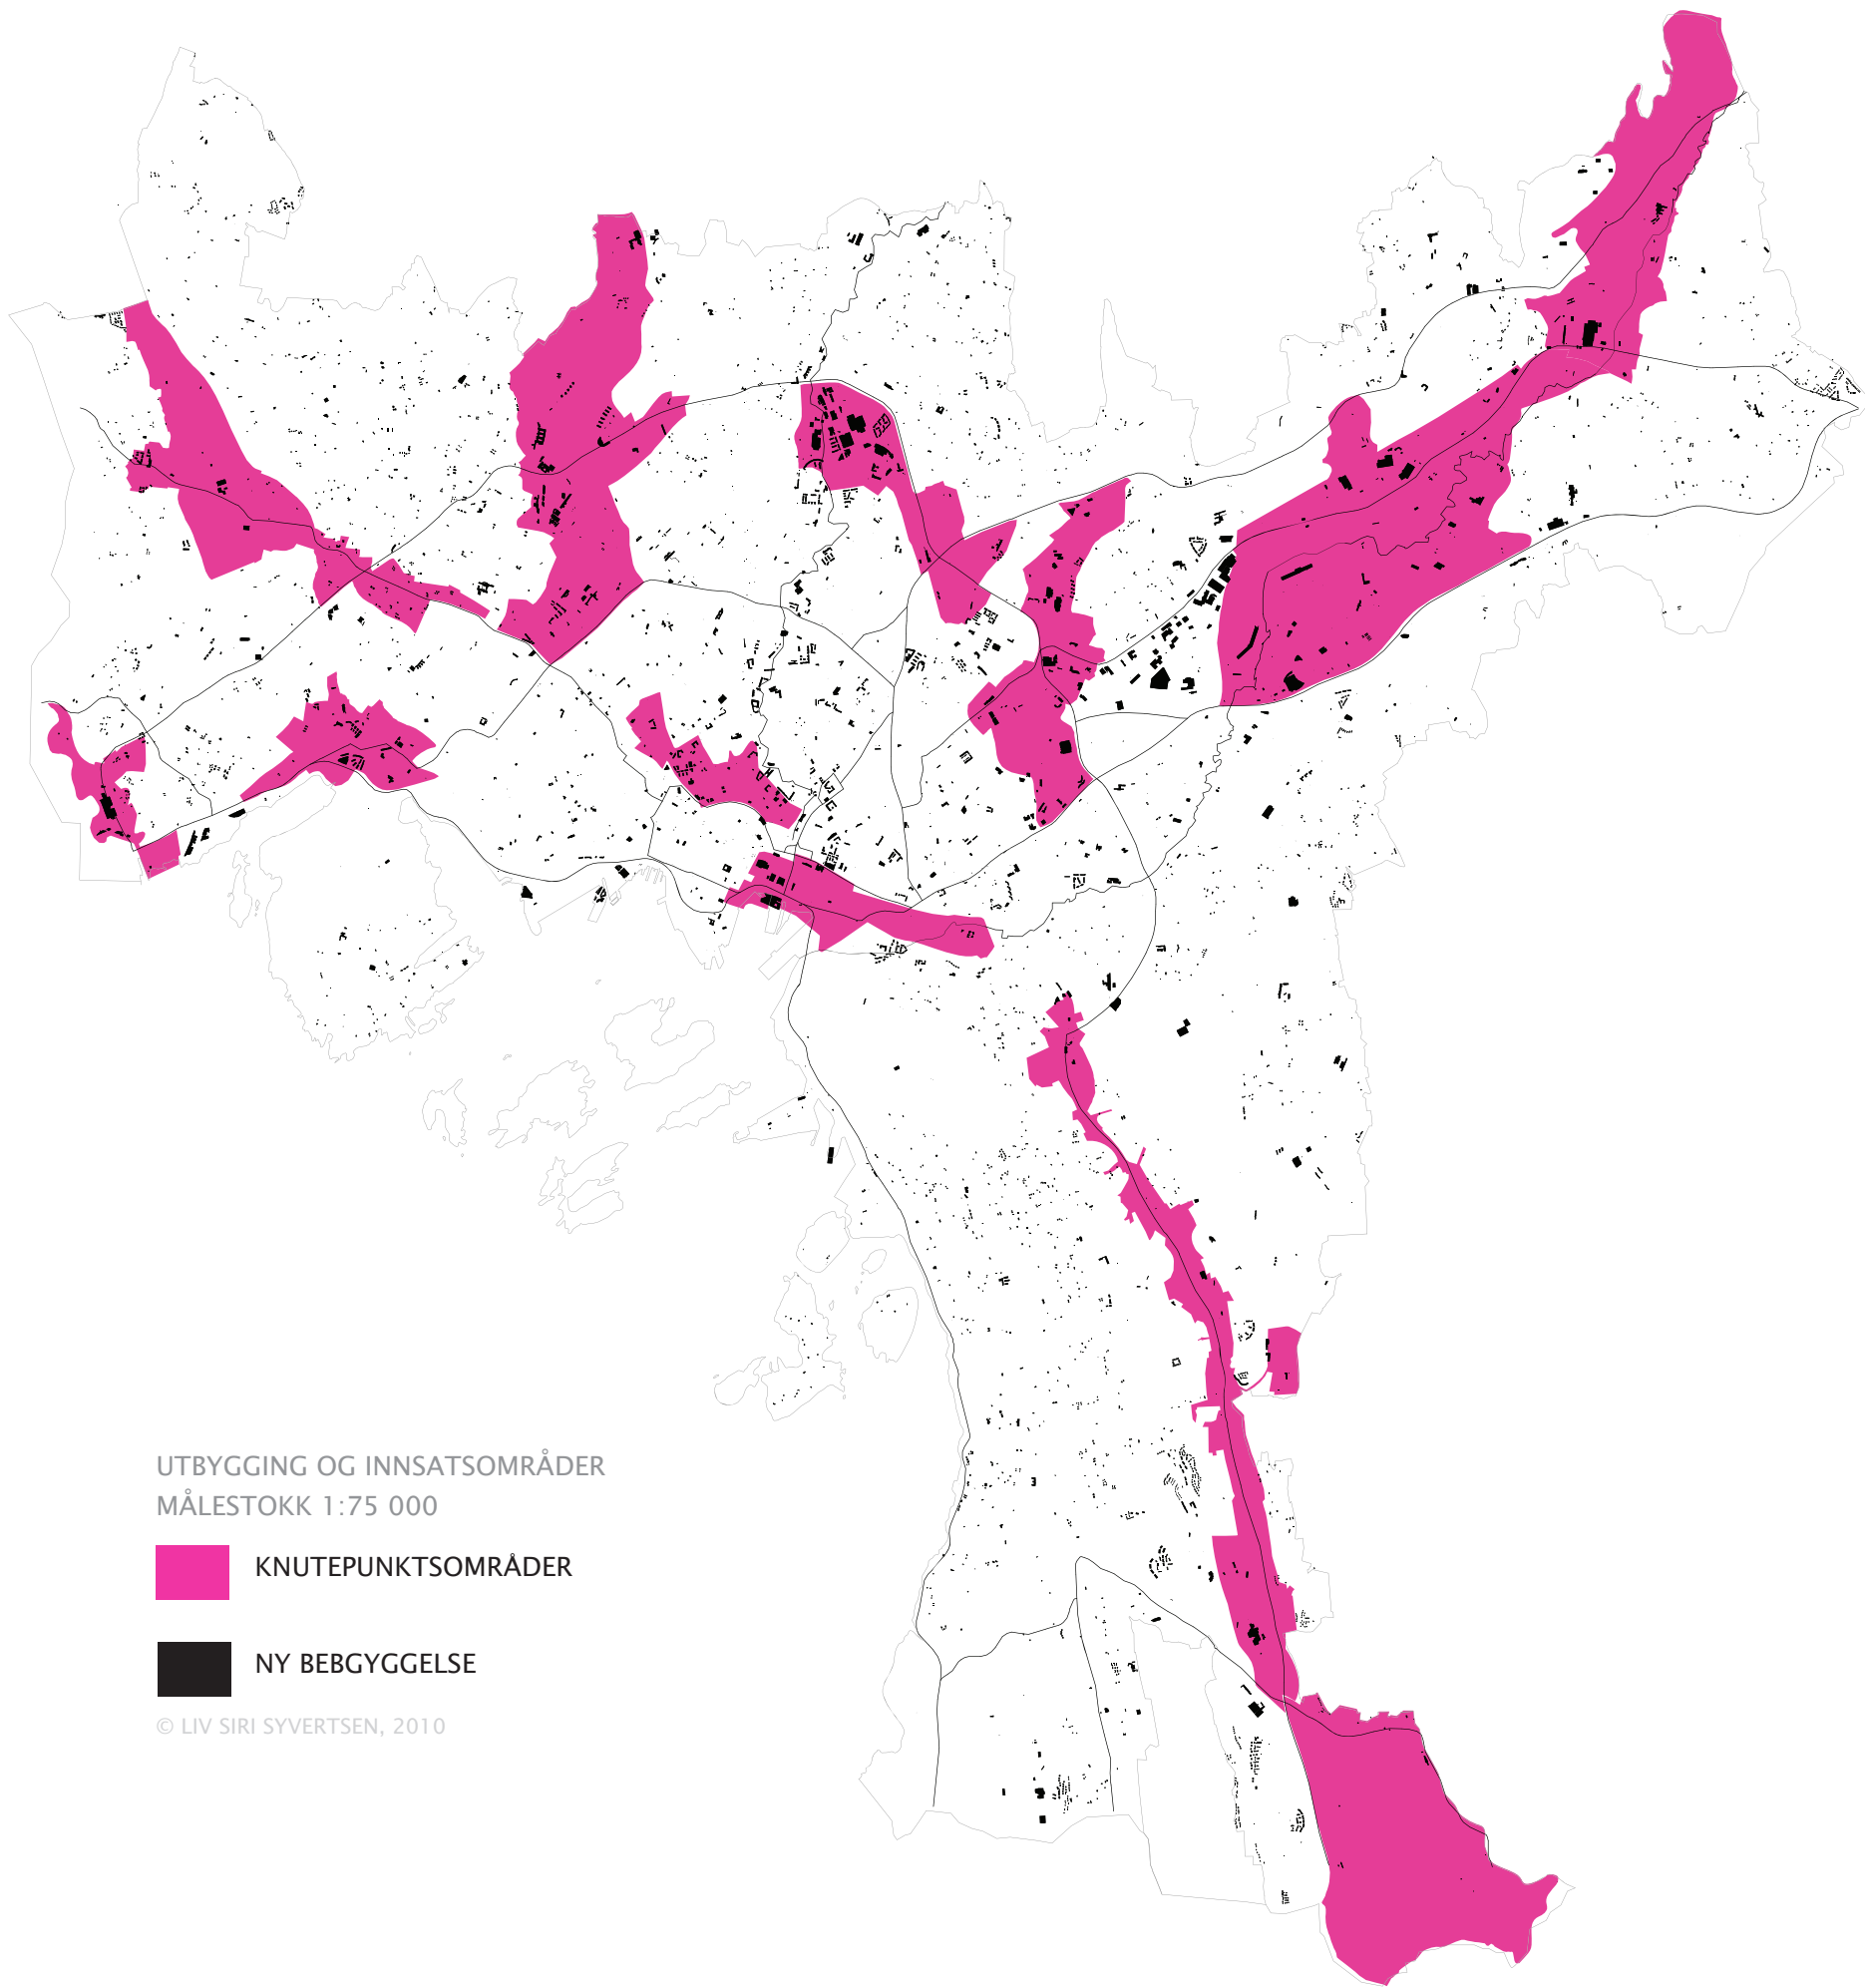 UTBYGGING OG INNSATSOMRÅDER
MÅLESTOKK 1:75 000
KNUTEPUNKTSOMRÅDER
NY BEBGYGGELSE
© LIV SIRI SYVERTSEN, 2010